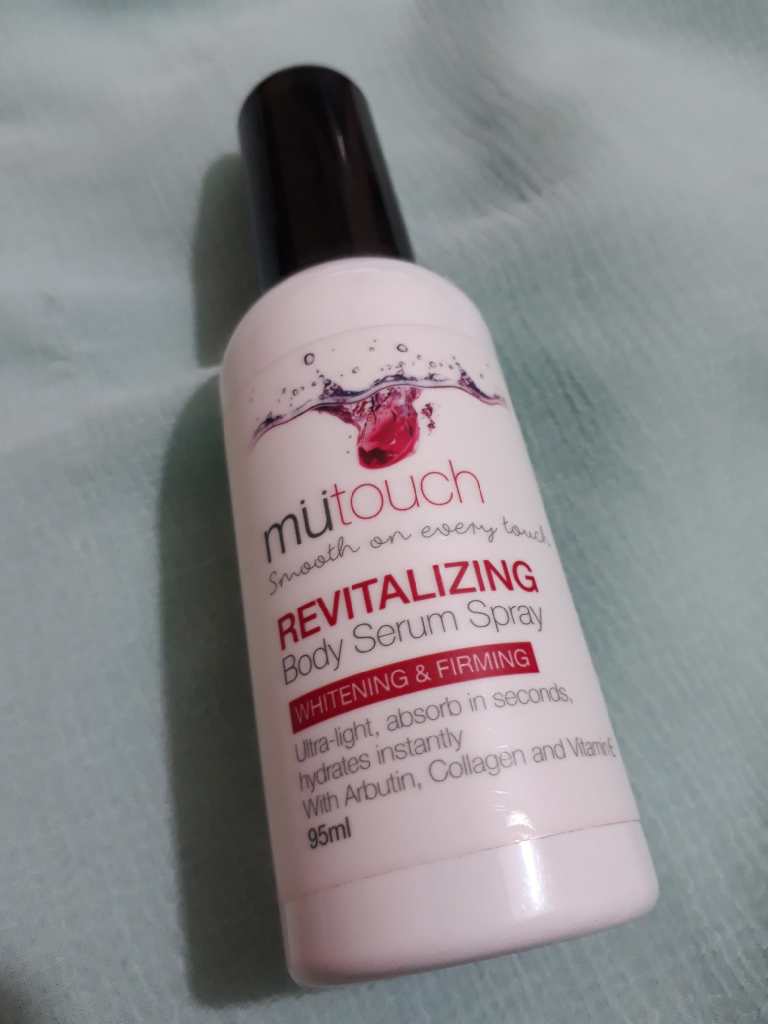 mütouch
Smooth on every touch
REVITALIZING
Body Serum Spray
WHITENING & FIRMING
Ultra-light, absorb in seconds,
hydrates instantly
With Arbutin, Collagen and Vitamin E
95ml